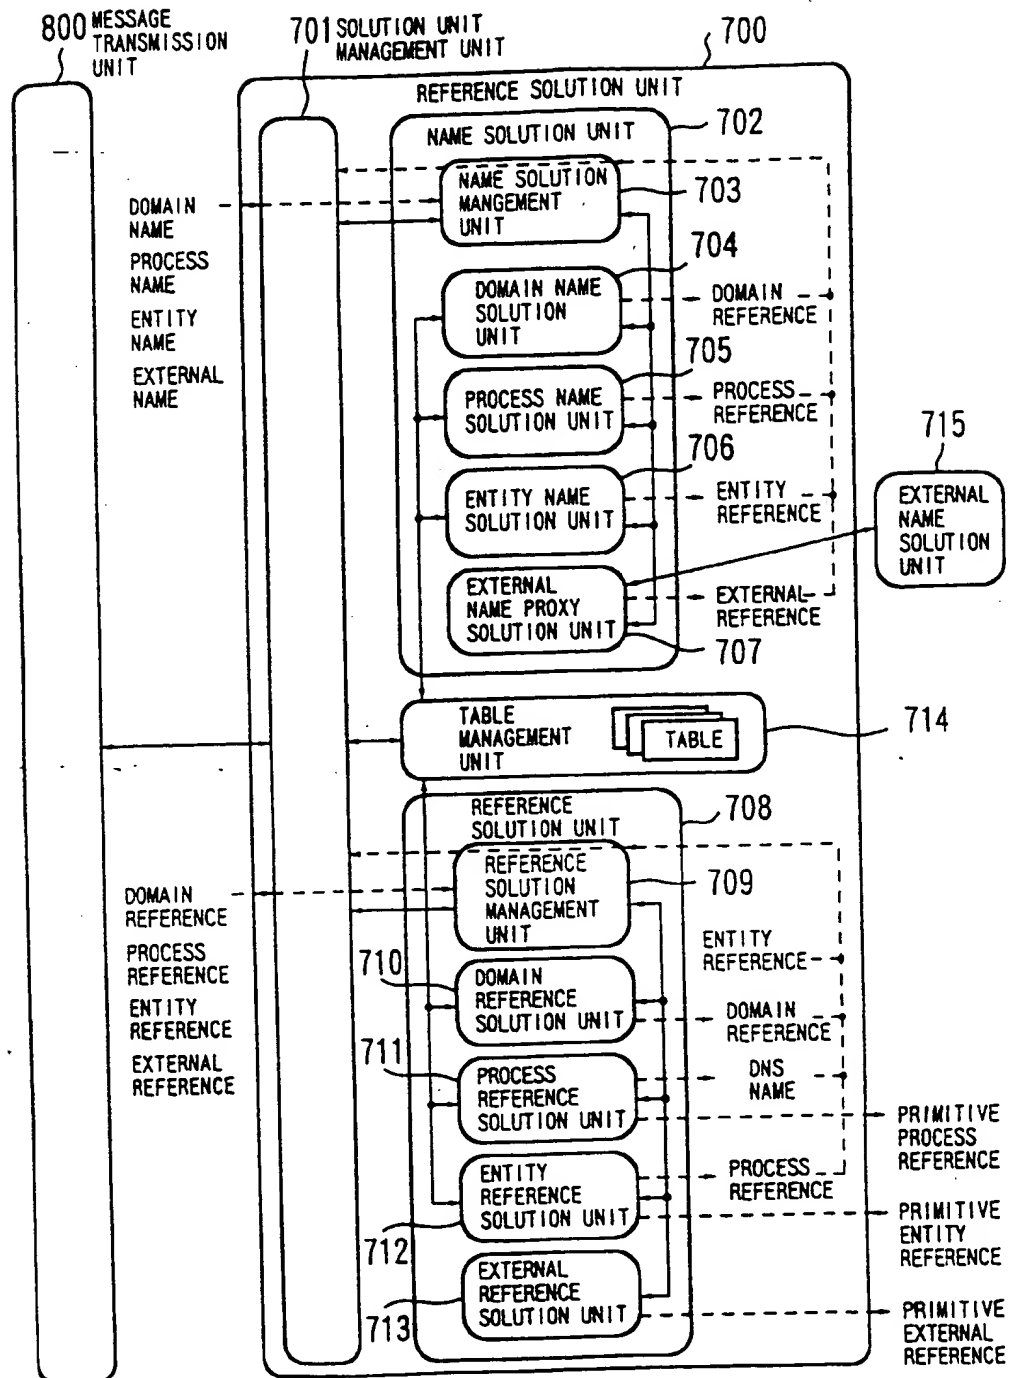 800 MESSAGE
TRANSMISSION
UNIT
701 SOLUTION UNIT
MANAGEMENT UNIT
700
REFERENCE SOLUTION UNIT
NAME SOLUTION UNIT
702
NAME SOLUTION
MANGEMENT
UNIT
703
DOMAIN
NAME
PROCESS
NAME
ENTITY
NAME
EXTERNAL
NAME
704
DOMAIN NAME
SOLUTION
UNIT
DOMAIN
REFERENCE
705
PROCESS NAME
SOLUTION UNIT
PROCESS
REFERENCE
706
ENTITY NAME
SOLUTION UNIT
ENTITY
REFERENCE
715
EXTERNAL
NAME
SOLUTION
UNIT
EXTERNAL
NAME PROXY
SOLUTION UNIT
EXTERNAL
REFERENCE
707
TABLE
MANAGEMENT
UNIT
TABLE
714
REFERENCE
SOLUTION UNIT
708
REFERENCE
SOLUTION
MANAGEMENT
UNIT
709
DOMAIN
REFERENCE
PROCESS
REFERENCE
ENTITY
REFERENCE
EXTERNAL
REFERENCE
ENTITY
REFERENCE
710
DOMAIN
REFERENCE
SOLUTION UNIT
DOMAIN
REFERENCE
711
PROCESS
REFERENCE
SOLUTION UNIT
DNS
NAME
PRIMITIVE
PROCESS
REFERENCE
ENTITY
REFERENCE
SOLUTION UNIT
PROCESS
REFERENCE
712
PRIMITIVE
ENTITY
REFERENCE
EXTERNAL
REFERENCE
SOLUTION UNIT
713
PRIMITIVE
EXTERNAL
REFERENCE